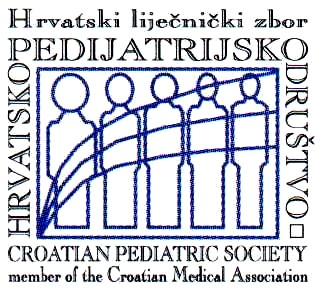 Hrvatski liječnički zbor
PEDIJATRIJSKO
HRVATSKO
DRUŠTVO
CROATIAN PEDIATRIC SOCIETY
member of the Croatian Medical Association